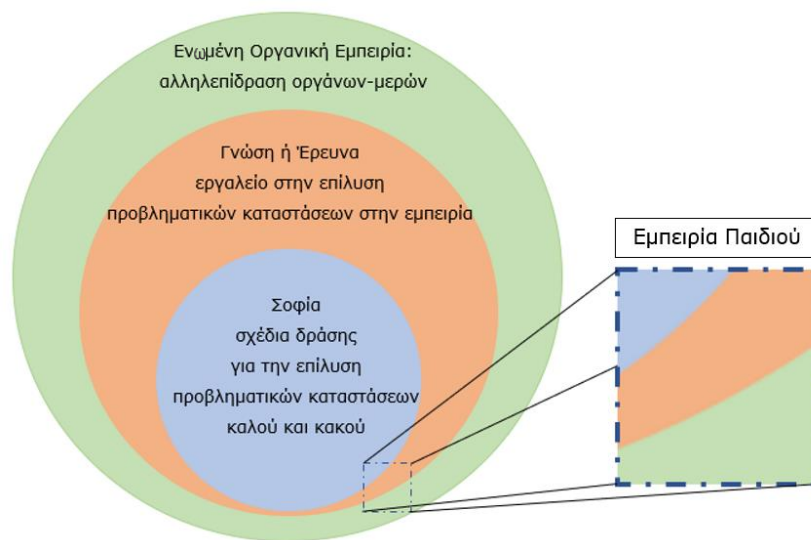 Ενωμένη Οργανική Εμπειρία:
αλληλεπίδραση οργάνων-μερών
Γνώση ή Έρευνα
εργαλείο στην επίλυση
προβληματικών καταστάσεων στην εμπειρία
Σοφία
σχέδια δράσης
για την επίλυση
προβληματικών καταστάσεων
καλού και κακού
Εμπειρία Παιδιού